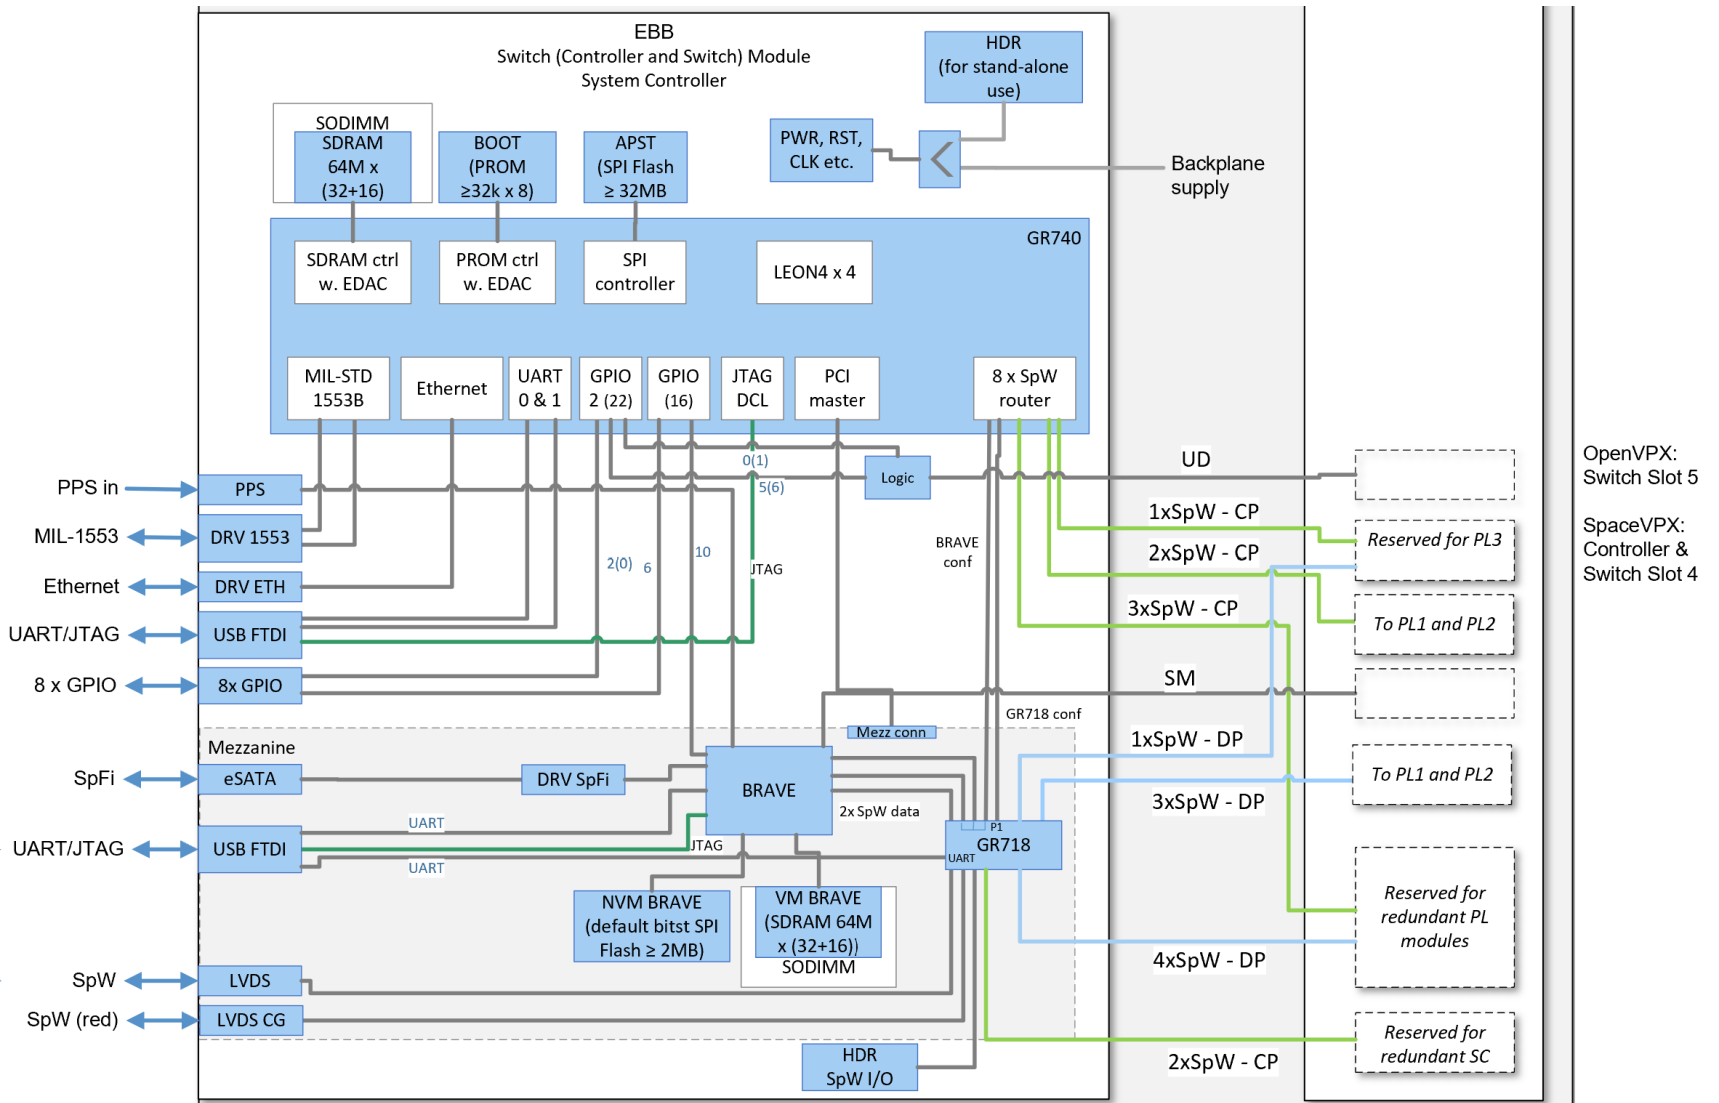 EBB
Switch (Controller and Switch) Module
System Controller
HDR
(for stand-alone
use)
SODIMM
SDRAM
64M x
(32+16)
BOOT
(PROM
≥32k x 8)
APST
(SPI Flash
≥ 32MB
PWR, RST,
CLK etc.
Backplane
supply
GR740
SDRAM ctrl
w. EDAC
PROM ctrl
w. EDAC
SPI
controller
LEON4 x 4
MIL-STD
1553B
Ethernet
UART
0 & 1
GPIO
2 (22)
GPIO
(16)
JTAG
DCL
PCI
master
8 x SpW
router
0(1)
5(6)
Logic
UD
OpenVPX:
Switch Slot 5
PPS in
PPS
1xSpW - CP
SpaceVPX:
Controller &
Switch Slot 4
MIL-1553
DRV 1553
Reserved for PL3
BRAVE
conf
2xSpW - CP
10
2(0)
6
JTAG
Ethernet
DRV ETH
3xSpW - CP
To PL1 and PL2
UART/JTAG
USB FTDI
8 x GPIO
8x GPIO
SM
GR718 conf
Mezz conn
1xSpW - DP
Mezzanine
SpFi
eSATA
DRV SpFi
BRAVE
To PL1 and PL2
3xSpW - DP
2x SpW data
UART
P1
UART/JTAG
USB FTDI
JTAG
GR718
UART
UART
NVM BRAVE
(default bitst SPI
Flash ≥ 2MB)
VM BRAVE
(SDRAM 64M
x (32+16))
SODIMM
Reserved for
redundant PL
modules
4xSpW - DP
SpW
LVDS
SpW (red)
LVDS CG
Reserved for
redundant SC
2xSpW - CP
HDR
SpW I/O